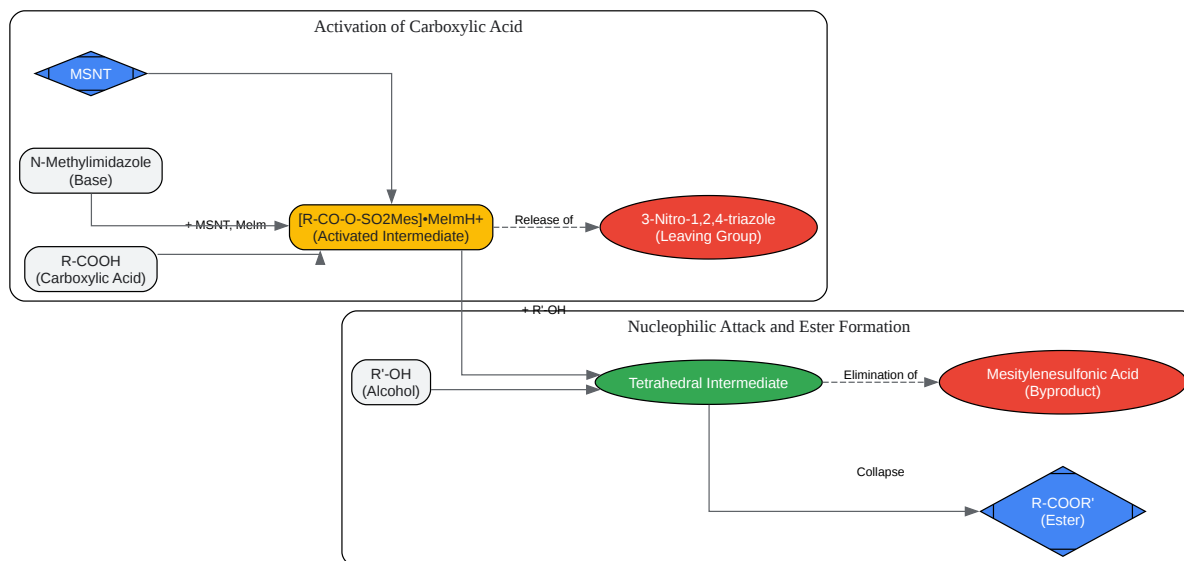 Activation of Carboxylic Acid
MSNT
N-Methylimidazole
(Base)
+ MSNT, MeIm
R-COOH
(Carboxylic Acid)
[R-CO-O-SO2Mes]•MeImH+
(Activated Intermediate)
Release of
3-Nitro-1,2,4-triazole
(Leaving Group)
+ R'-OH
Nucleophilic Attack and Ester Formation
R'-OH
(Alcohol)
Tetrahedral Intermediate
Elimination of
Mesitylenesulfonic Acid
(Byproduct)
Collapse
R-COOR'
(Ester)